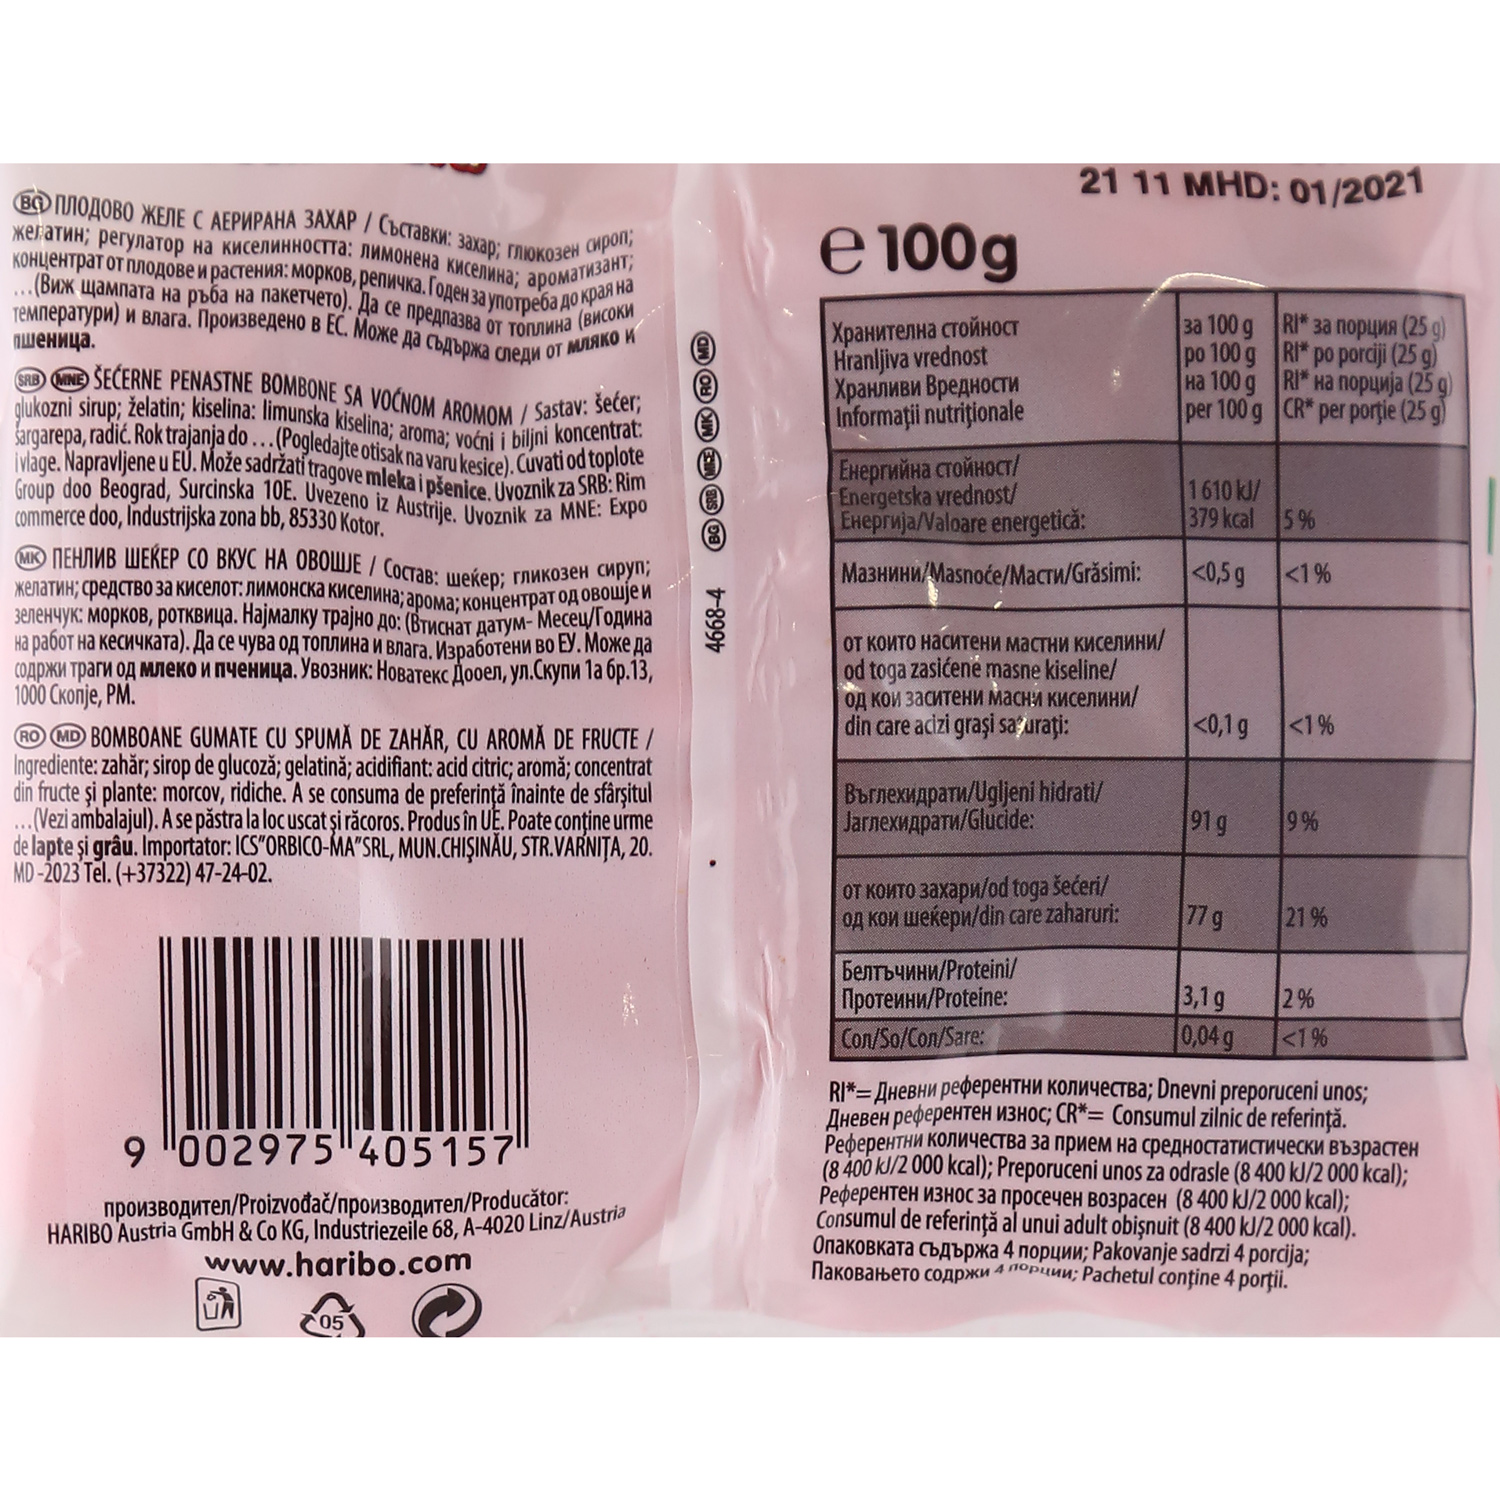 BG ПЛОДОВО ЖЕЛЕ С АЕРИРАНА ЗАХАР / Съставки: захар; глюкозен сироп;
желатин; регулатор на киселинността: лимонена киселина; ароматизант;
концентрат от плодове и растения: морков, репичка. Годен за употреба до края на
...(Виж щампата на ръба на пакетчето). Да се предпазва от топлина (високи
температури) и влага. Произведено в ЕС. Може да съдържа следи от мляко и
пшеница.
SRB MNE ŠEĆERNE PENASTNE BOMBONE SA VOĆNOM AROMOM / Sastav: šećer;
glukozni sirup; želatin; kiselina: limunska kiselina; aroma; voćni i biljni koncentrat:
šargarepa, radić. Rok trajanja do ...(Pogledajte otisak na varu kesice). Čuvati od toplote
i vlage. Napravljene u EU. Može sadržati tragove mleka i pšenice. Uvoznik za SRB: Rim
Group doo Beograd, Surcinska 10E. Uvezeno iz Austrije. Uvoznik za MNE: Expo
commerce doo, Industrijska zona bb, 85330 Kotor.
MK ПЕНЛИВ ШЕЌЕР СО ВКУС НА ОВОШЈЕ / Состав: шеќер; гликозен сируп;
желатин; средство за киселот: лимонска киселина; арома; концентрат од овошје и
зеленчук: морков, ротквица. Најмалку трајно до: (Втиснат датум- Месец/Година
на работ на кесичката). Да се чува од топлина и влага. Изработени во ЕУ. Може да
содржи траги од млеко и пченица. Увозник: Новатекс Дооел, ул.Скупи 1а бр.13,
1000 Скопје, РМ.
RO MD BOMBOANE GUMATE CU SPUMĂ DE ZAHĂR, CU AROMĂ DE FRUCTE /
Ingrediente: zahăr; sirop de glucoză; gelatină; acidifiant: acid citric; aromă; concentrat
din fructe şi plante: morcov, ridiche. A se consuma de preferinţă înainte de sfârşitul
...(Vezi ambalajul). A se păstra la loc uscat şi răcoros. Produs în UE. Poate conţine urme
de lapte şi grâu. Importator: ICS"ORBICO-MA"SRL, MUN.CHIŞINĂU, STR.VARNIŢA, 20.
MD-2023 Tel. (+37322) 47-24-02.
9 002975 405157
производител/Proizvođač/производител/Producător:
HARIBO Austria GmbH & Co KG, Industriezeile 68, A-4020 Linz/Austria
www.haribo.com
05
4668-4 BG SRB MNE MK RO MD
21 11 MHD: 01/2021
e 100g
Хранителна стойност за 100 g RI* за порция (25 g)
Hranljiva vrednost po 100 g RI* po porciji (25 g)
Хранливи Вредности на 100 g RI* на порција (25 g)
Informaţii nutriţionale per 100 g CR* per porţie (25 g)
Енергийна стойност/
Energetska vrednost/ 1 610 kJ/
Енергија/Valoare energetică: 379 kcal 5 %
Мазнини/Masnoće/Масти/Grăsimi: <0,5 g <1 %
от които наситени мастни киселини/
od toga zasićene masne kiseline/
од кои заситени масни киселини/
din care acizi graşi saturaţi: <0,1 g <1 %
Въглехидрати/Ugljeni hidrati/
Јаглехидрати/Glucide: 91 g 9 %
от които захари/od toga šećeri/
од кои шеќери/din care zaharuri: 77 g 21 %
Белтъчини/Proteini/
Протеини/Proteine: 3,1 g 2 %
Сол/So/Сол/Sare: 0,04 g <1 %
RI*= Дневни референтни количества; Dnevni preporuceni unos;
Дневен референтен износ; CR*= Consumul zilnic de referinţă.
Референтни количества за прием на средностатистически възрастен
(8 400 kJ/2 000 kcal); Preporuceni unos za odrasle (8 400 kJ/2 000 kcal);
Референтен износ за просечен возрасен (8 400 kJ/2 000 kcal);
Consumul de referinţă al unui adult obişnuit (8 400 kJ/2 000 kcal).
Опаковката съдържа 4 порции; Pakovanje sadrzi 4 porcija;
Паковањето содржи 4 порции; Pachetul conţine 4 porţii.